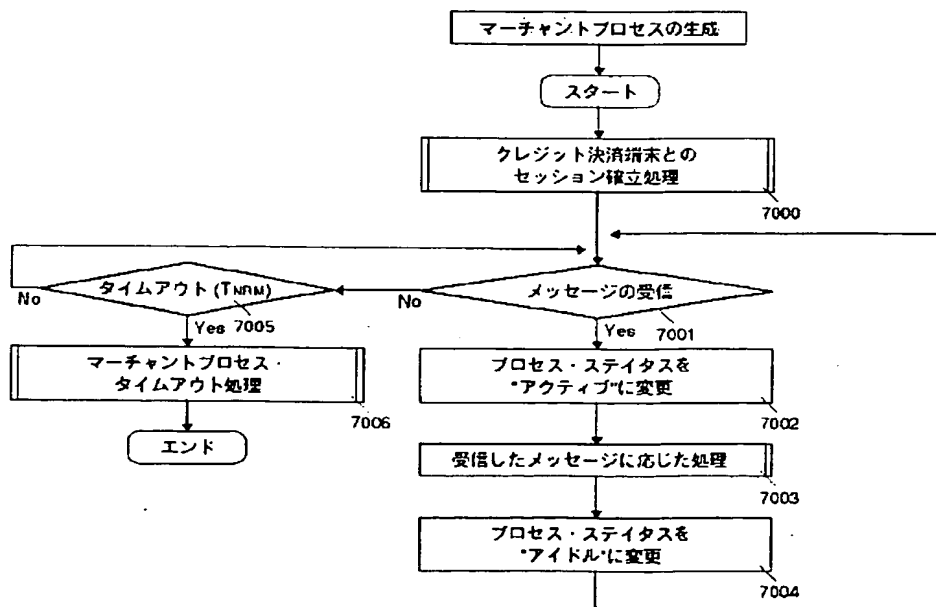 マーチャントプロセスの生成
スタート
クレジット決済端末との
セッション確立処理
7000
メッセージの受信
7001
No
Yes
タイムアウト(TNRM)
7005
No
Yes
マーチャントプロセス・
タイムアウト処理
7006
エンド
プロセス・ステイタスを
"アクティブ"に変更
7002
受信したメッセージに応じた処理
7003
プロセス・ステイタスを
"アイドル"に変更
7004